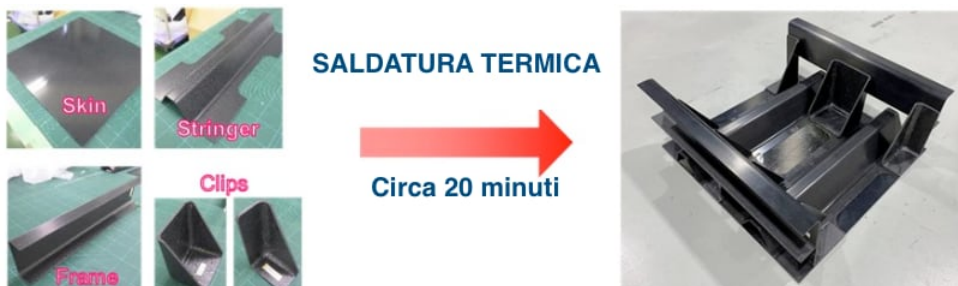 Skin
Stringer
SALDATURA TERMICA
Circa 20 minuti
Clips
Frame